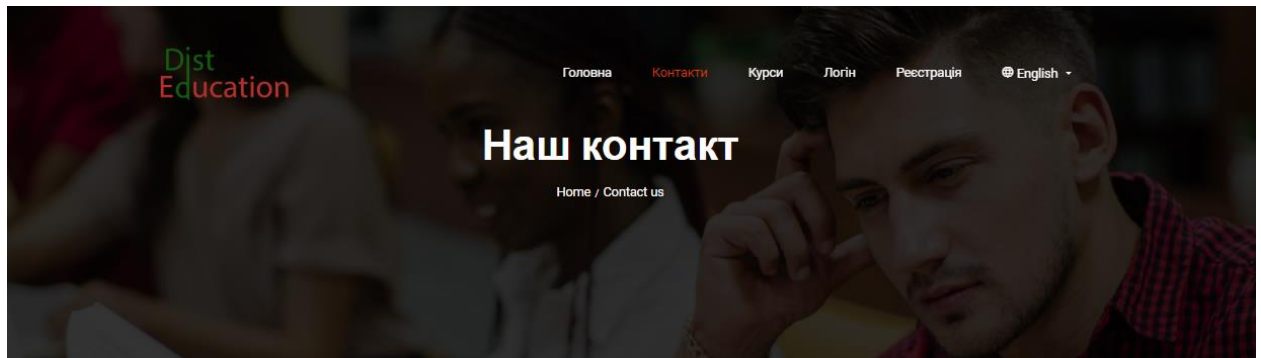 Dist
Education
Головна Контакти Курси Логін Реєстрація English
Наш контакт
Home / Contact us